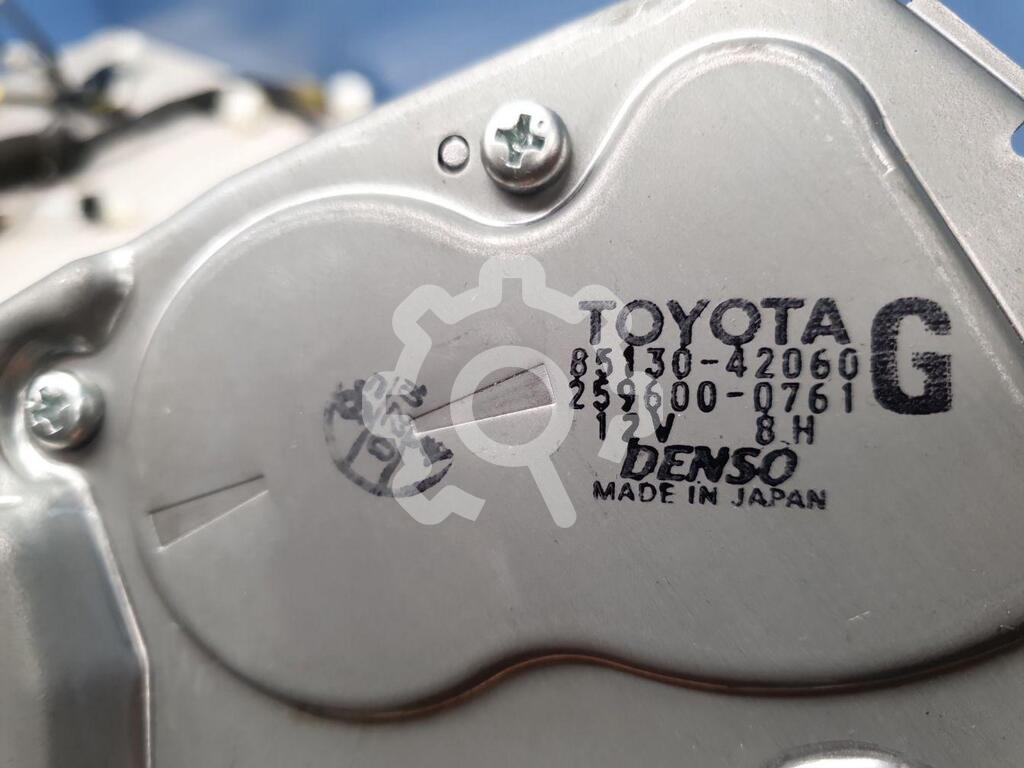 TOYOTA
85130-42060
G
259600-0761
12V 8H
DENSO
MADE IN JAPAN